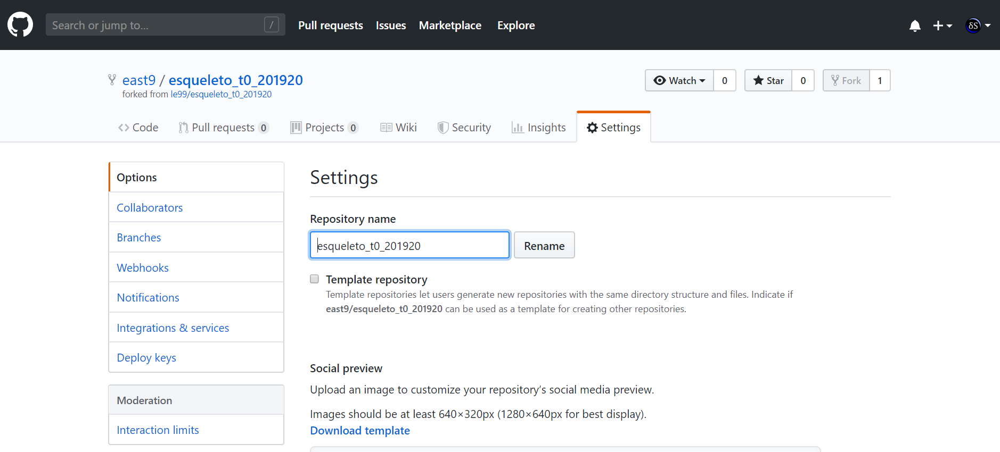 Search or jump to... / Pull requests Issues Marketplace Explore δS
east9 / esqueleto_t0_201920 Watch 0 Star 0 Fork 1
forked from le99/esqueleto_t0_201920
Code Pull requests 0 Projects 0 Wiki Security Insights Settings
Options
Collaborators
Branches
Webhooks
Notifications
Integrations & services
Deploy keys
Moderation
Interaction limits
Settings
Repository name
esqueleto_t0_201920 Rename
Template repository
Template repositories let users generate new repositories with the same directory structure and files. Indicate if
east9/esqueleto_t0_201920 can be used as a template for creating other repositories.
Social preview
Upload an image to customize your repository’s social media preview.
Images should be at least 640×320px (1280×640px for best display).
Download template